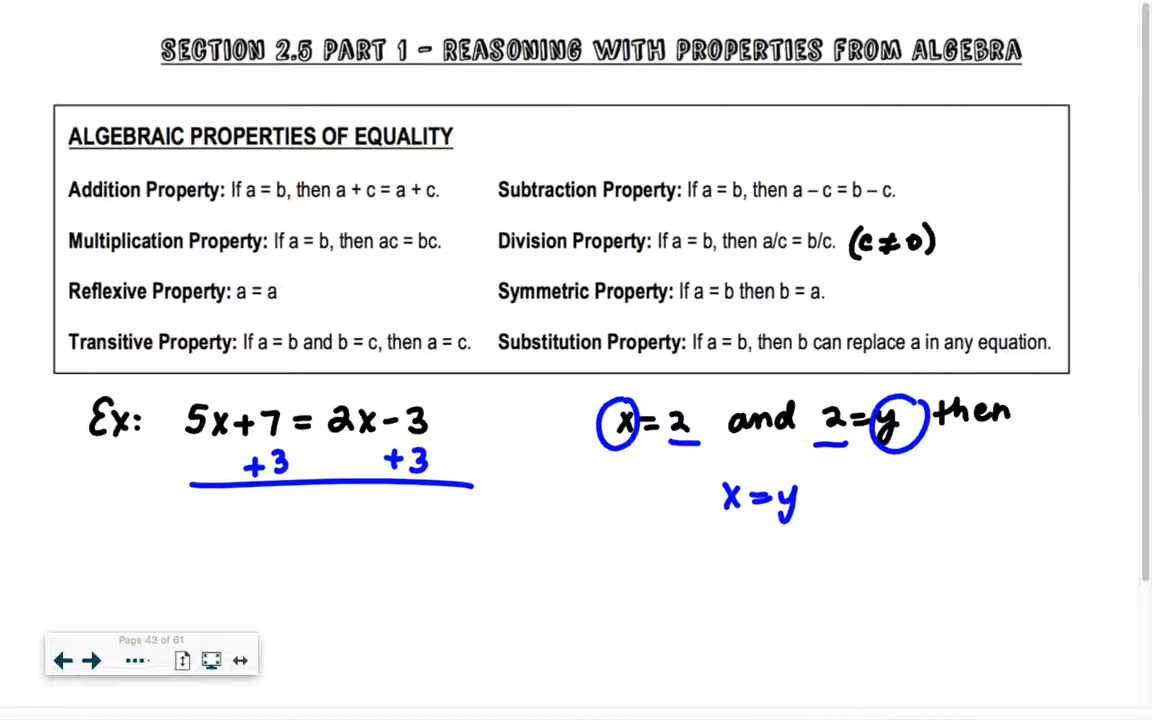 SECTION 2.5 PART 1 - REASONING WITH PROPERTIES FROM ALGEBRA
ALGEBRAIC PROPERTIES OF EQUALITY
Addition Property: If a = b, then a + c = a + c. Subtraction Property: If a = b, then a – c = b – c.
Multiplication Property: If a = b, then ac = bc. Division Property: If a = b, then a/c = b/c. (c ≠ 0)
Reflexive Property: a = a Symmetric Property: If a = b then b = a.
Transitive Property: If a = b and b = c, then a = c. Substitution Property: If a = b, then b can replace a in any equation.
Ex: 5x+7 = 2x-3 x = 2 and 2 = y then
+3 +3
x = y
Page 43 of 61